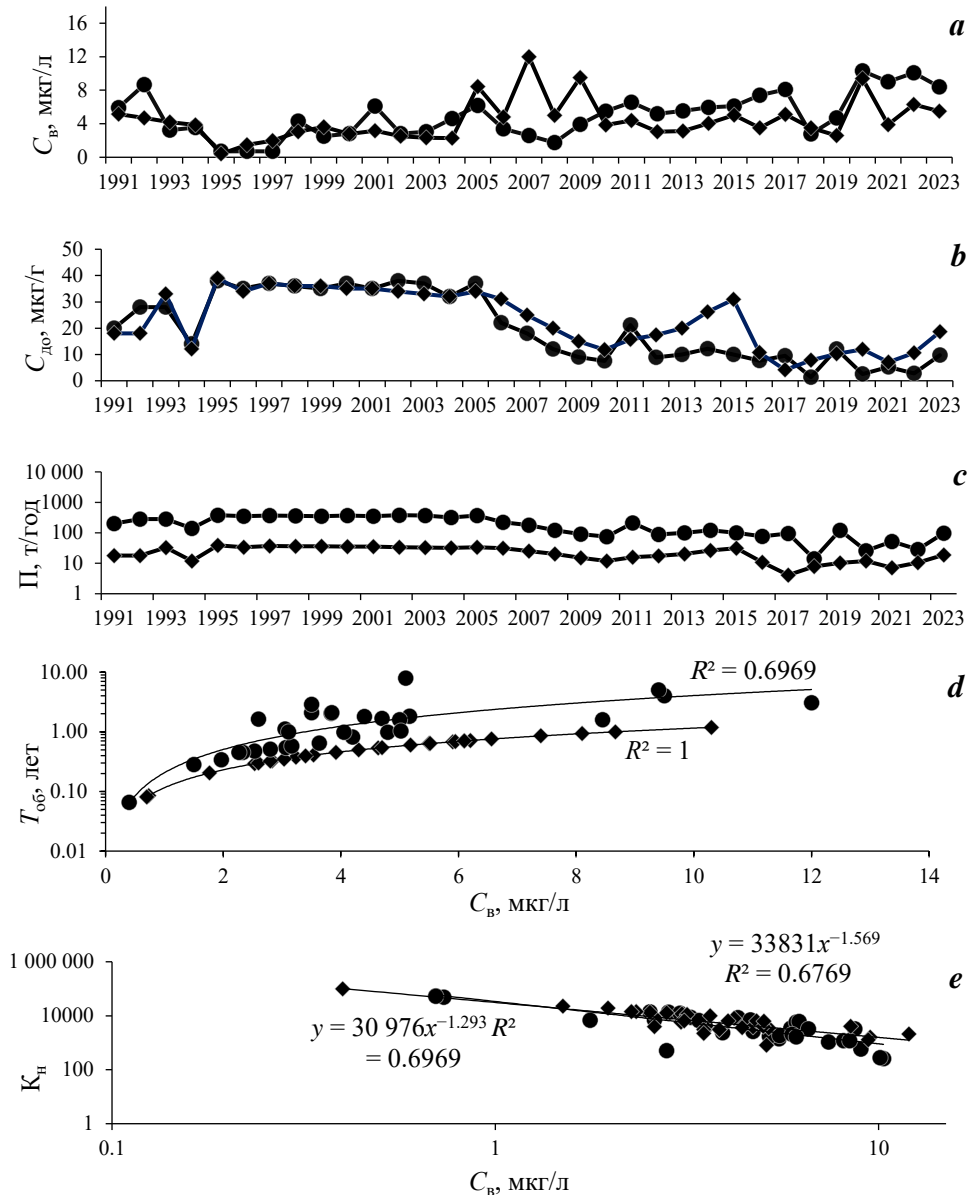 16
a
12
8
4
0
C_в, мкг/л
1991 1993 1995 1997 1999 2001 2003 2005 2007 2009 2011 2013 2015 2017 2019 2021 2023
50
b
40
30
20
10
0
C_до, мкг/г
1991 1993 1995 1997 1999 2001 2003 2005 2007 2009 2011 2013 2015 2017 2019 2021 2023
10 000
c
1000
100
10
1
П, т/год
1991 1993 1995 1997 1999 2001 2003 2005 2007 2009 2011 2013 2015 2017 2019 2021 2023
10.00
R² = 0.6969
d
1.00
R² = 1
0.10
0.01
T_об, лет
0 2 4 6 8 10 12 14
C_в, мкг/л
y = 33831x^−1.569
1 000 000
R² = 0.6769
e
10000
y = 30 976x^−1.293 R²
= 0.6969
100
1
К_н
0.1 1 10
C_в, мкг/л